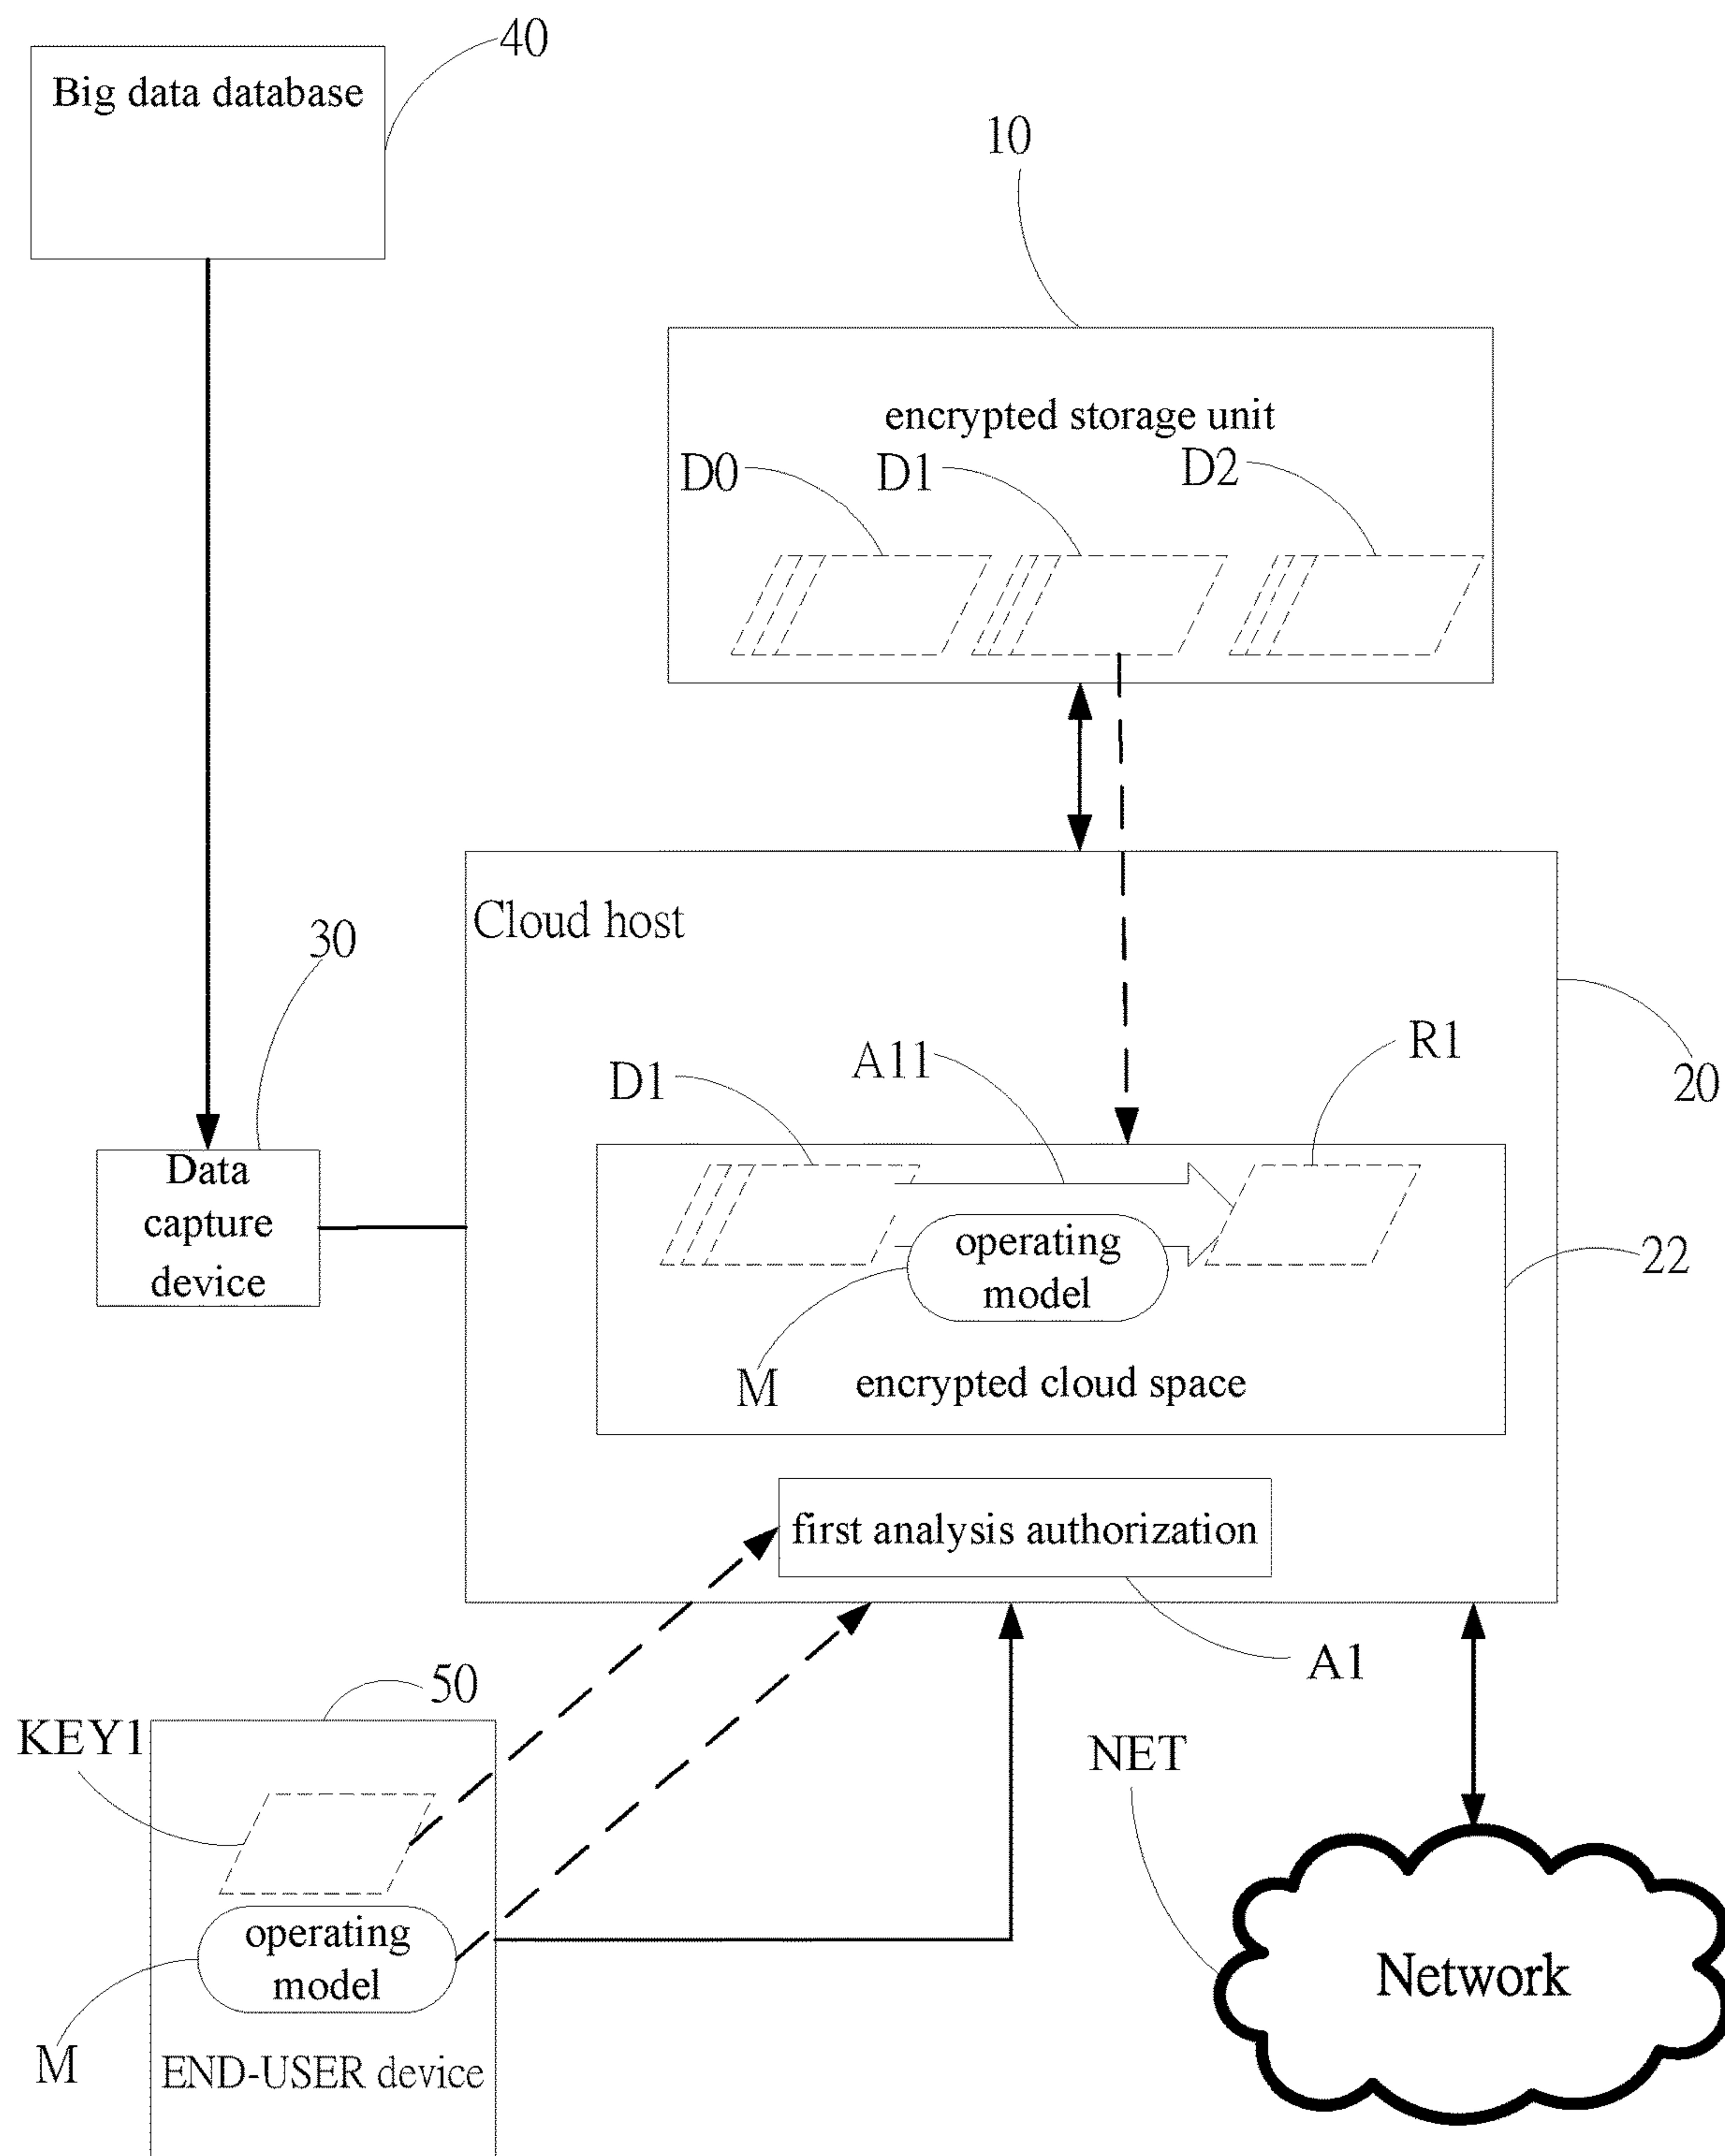 40
Big data database
10
encrypted storage unit
D0
D1
D2
Cloud host
30
20
A11
R1
D1
Data
capture
device
operating
model
22
M
encrypted cloud space
first analysis authorization
A1
50
KEY1
NET
operating
model
Network
M
END-USER device